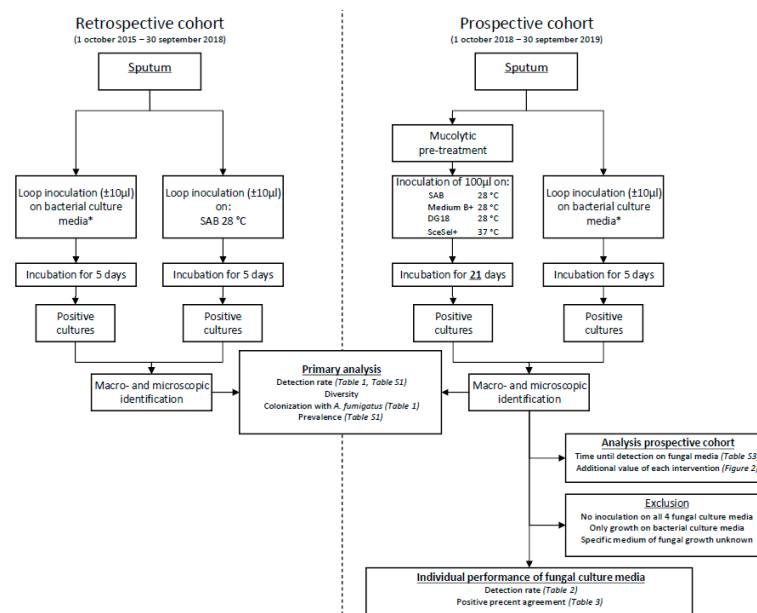 Retrospective cohort
(1 october 2015 – 30 september 2018)
Sputum
Loop inoculation (±10µl)
on bacterial culture
media*
Loop inoculation (±10µl)
on:
SAB 28 °C
Incubation for 5 days
Incubation for 5 days
Positive
cultures
Positive
cultures
Macro- and microscopic
identification
Prospective cohort
(1 october 2018 – 30 september 2019)
Sputum
Mucolytic
pre-treatment
Inoculation of 100µl on:
SAB 28 °C
Medium B+ 28 °C
DG18 28 °C
SceSel+ 37 °C
Loop inoculation (±10µl)
on bacterial culture
media*
Incubation for 21 days
Incubation for 5 days
Positive
cultures
Positive
cultures
Macro- and microscopic
identification
Primary analysis
Detection rate (Table 1, Table S1)
Diversity
Colonization with A. fumigatus (Table 1)
Prevalence (Table S1)
Analysis prospective cohort
Time until detection on fungal media (Table S3)
Additional value of each intervention (Figure 2)
Exclusion
No inoculation on all 4 fungal culture media
Only growth on bacterial culture media
Specific medium of fungal growth unknown
Individual performance of fungal culture media
Detection rate (Table 2)
Positive precent agreement (Table 3)